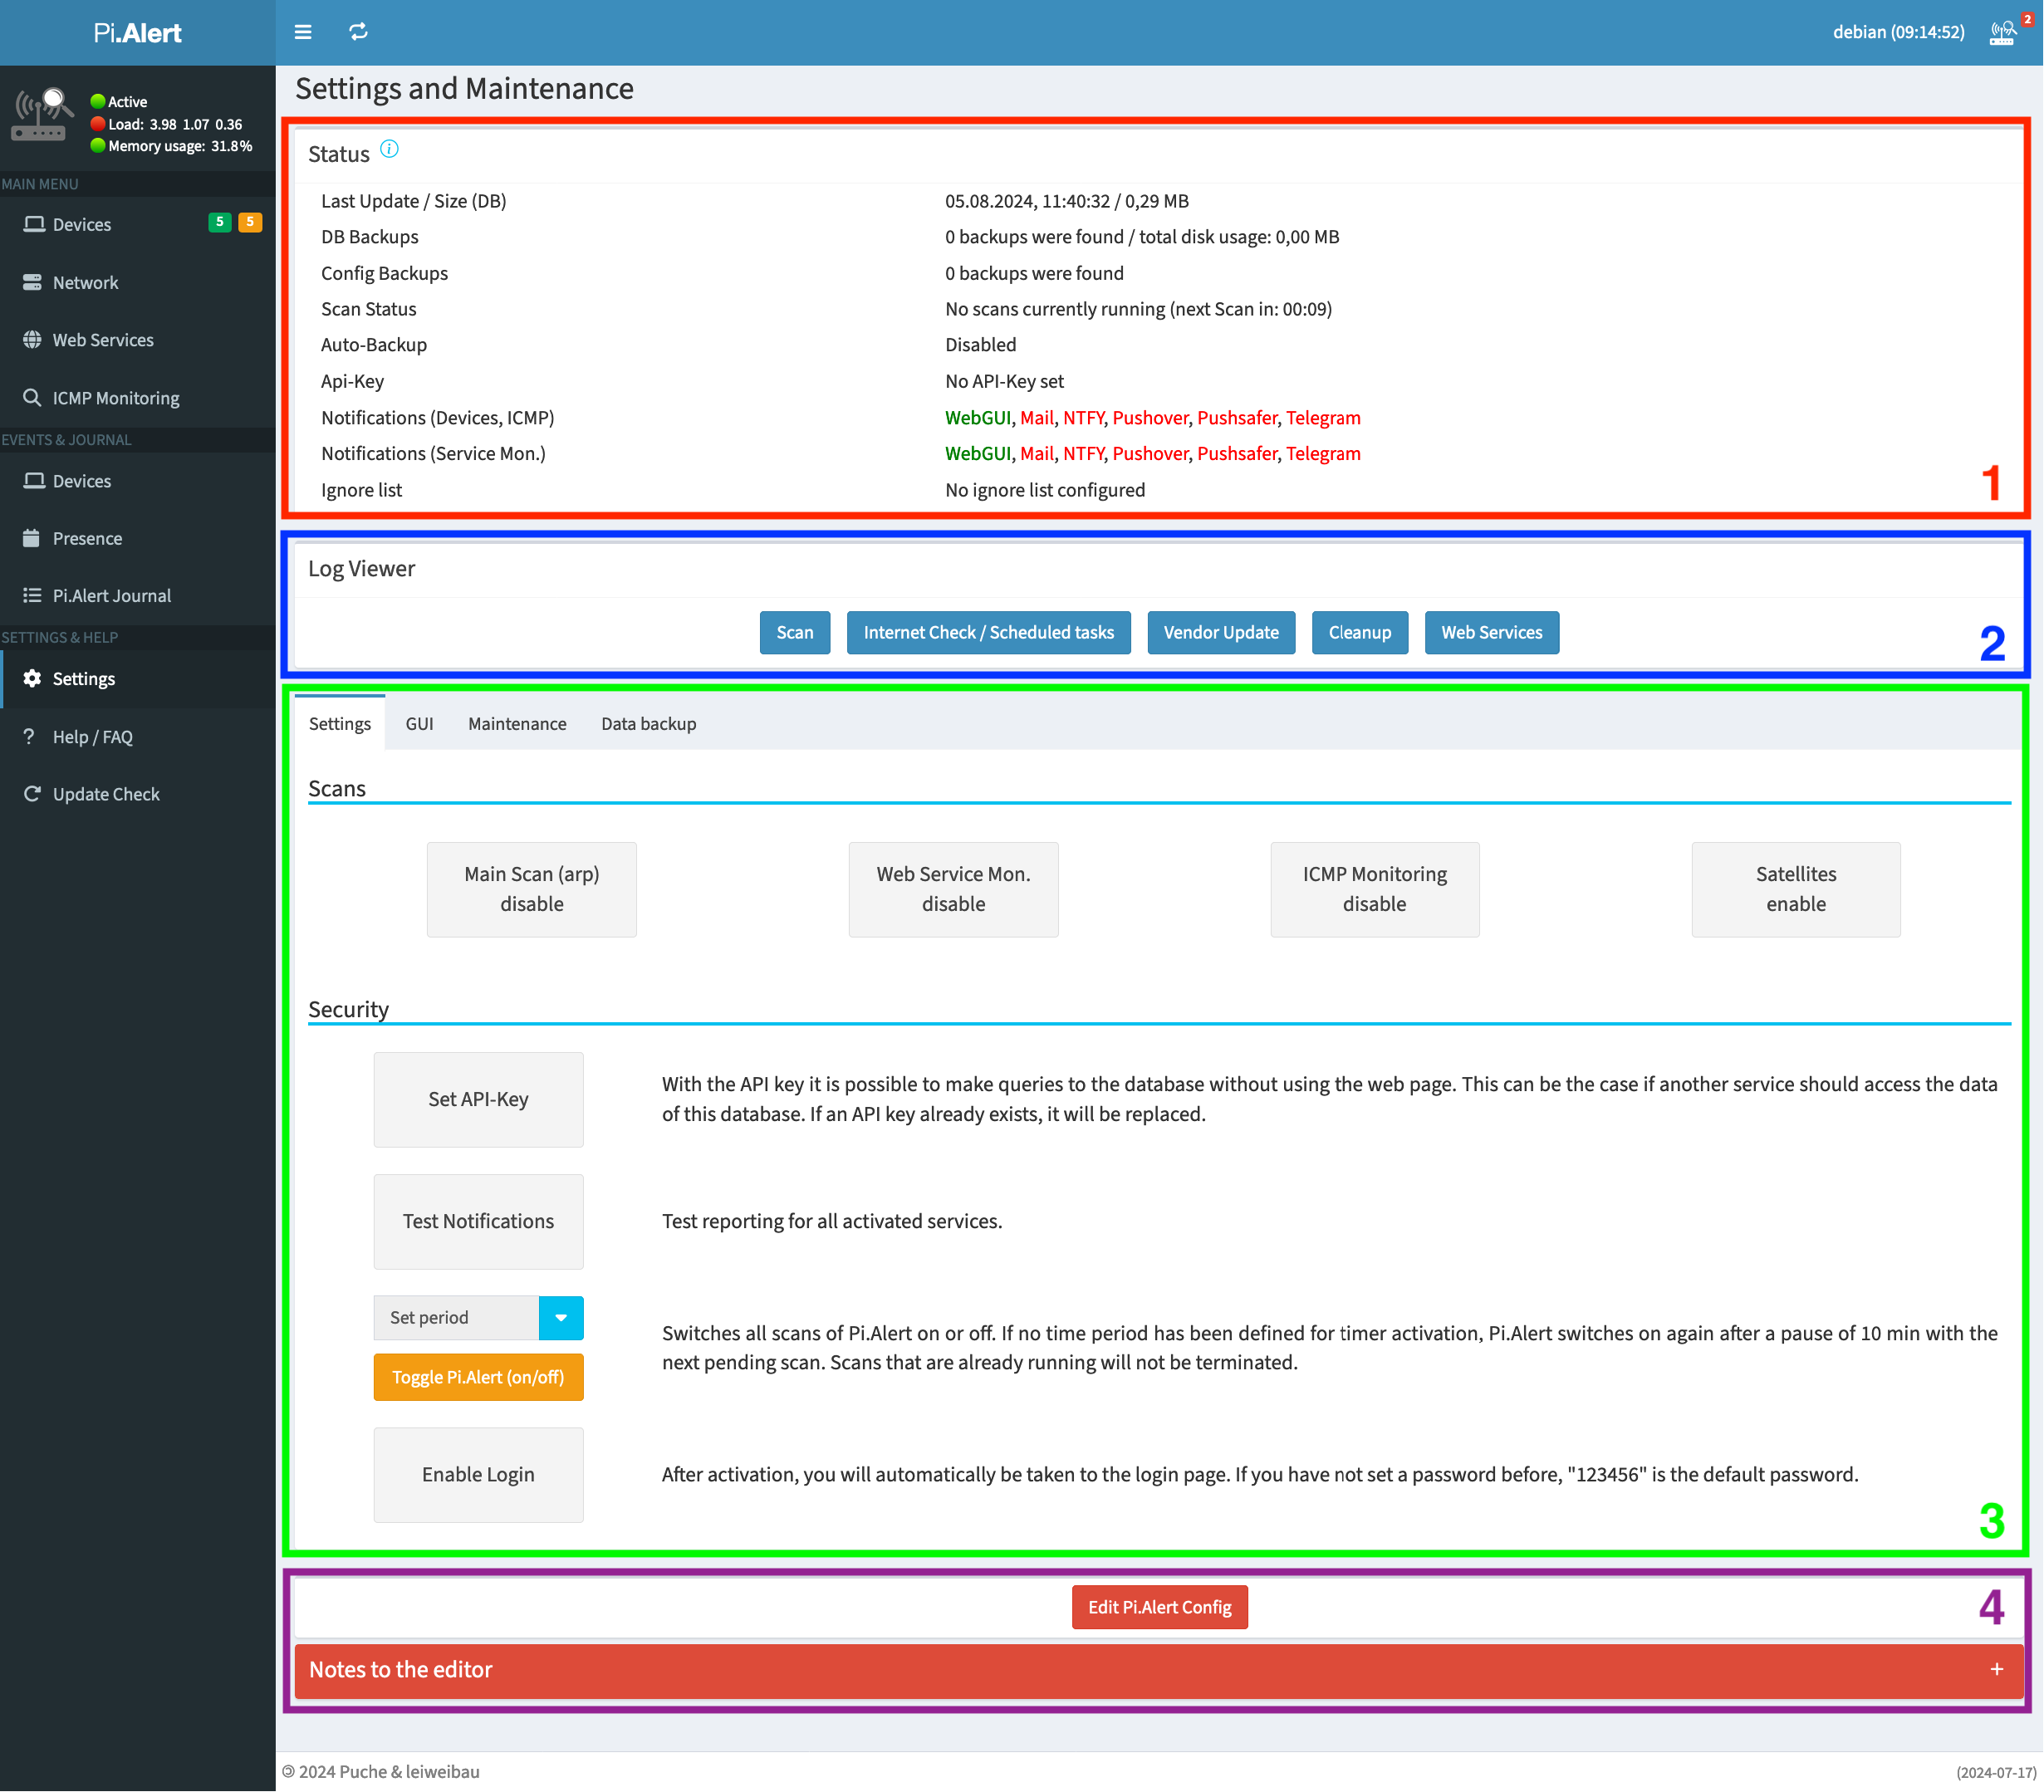 Pi.Alert
debian (09:14:52)
2
Active
Load: 3.98 1.07 0.36
Memory usage: 31.8%
MAIN MENU
Devices 5 5
Network
Web Services
ICMP Monitoring
EVENTS & JOURNAL
Devices
Presence
Pi.Alert Journal
SETTINGS & HELP
Settings
Help / FAQ
Update Check
Settings and Maintenance
Status i
Last Update / Size (DB) 05.08.2024, 11:40:32 / 0,29 MB
DB Backups 0 backups were found / total disk usage: 0,00 MB
Config Backups 0 backups were found
Scan Status No scans currently running (next Scan in: 00:09)
Auto-Backup Disabled
Api-Key No API-Key set
Notifications (Devices, ICMP) WebGUI, Mail, NTFY, Pushover, Pushsafer, Telegram
Notifications (Service Mon.) WebGUI, Mail, NTFY, Pushover, Pushsafer, Telegram
Ignore list No ignore list configured
1
Log Viewer
Scan Internet Check / Scheduled tasks Vendor Update Cleanup Web Services
2
Settings GUI Maintenance Data backup
Scans
Main Scan (arp)
disable
Web Service Mon.
disable
ICMP Monitoring
disable
Satellites
enable
Security
Set API-Key
With the API key it is possible to make queries to the database without using the web page. This can be the case if another service should access the data
of this database. If an API key already exists, it will be replaced.
Test Notifications
Test reporting for all activated services.
Set period
Toggle Pi.Alert (on/off)
Switches all scans of Pi.Alert on or off. If no time period has been defined for timer activation, Pi.Alert switches on again after a pause of 10 min with the
next pending scan. Scans that are already running will not be terminated.
Enable Login
After activation, you will automatically be taken to the login page. If you have not set a password before, "123456" is the default password.
3
Edit Pi.Alert Config
4
Notes to the editor +
🄯 2024 Puche & leiweibau
(2024-07-17)